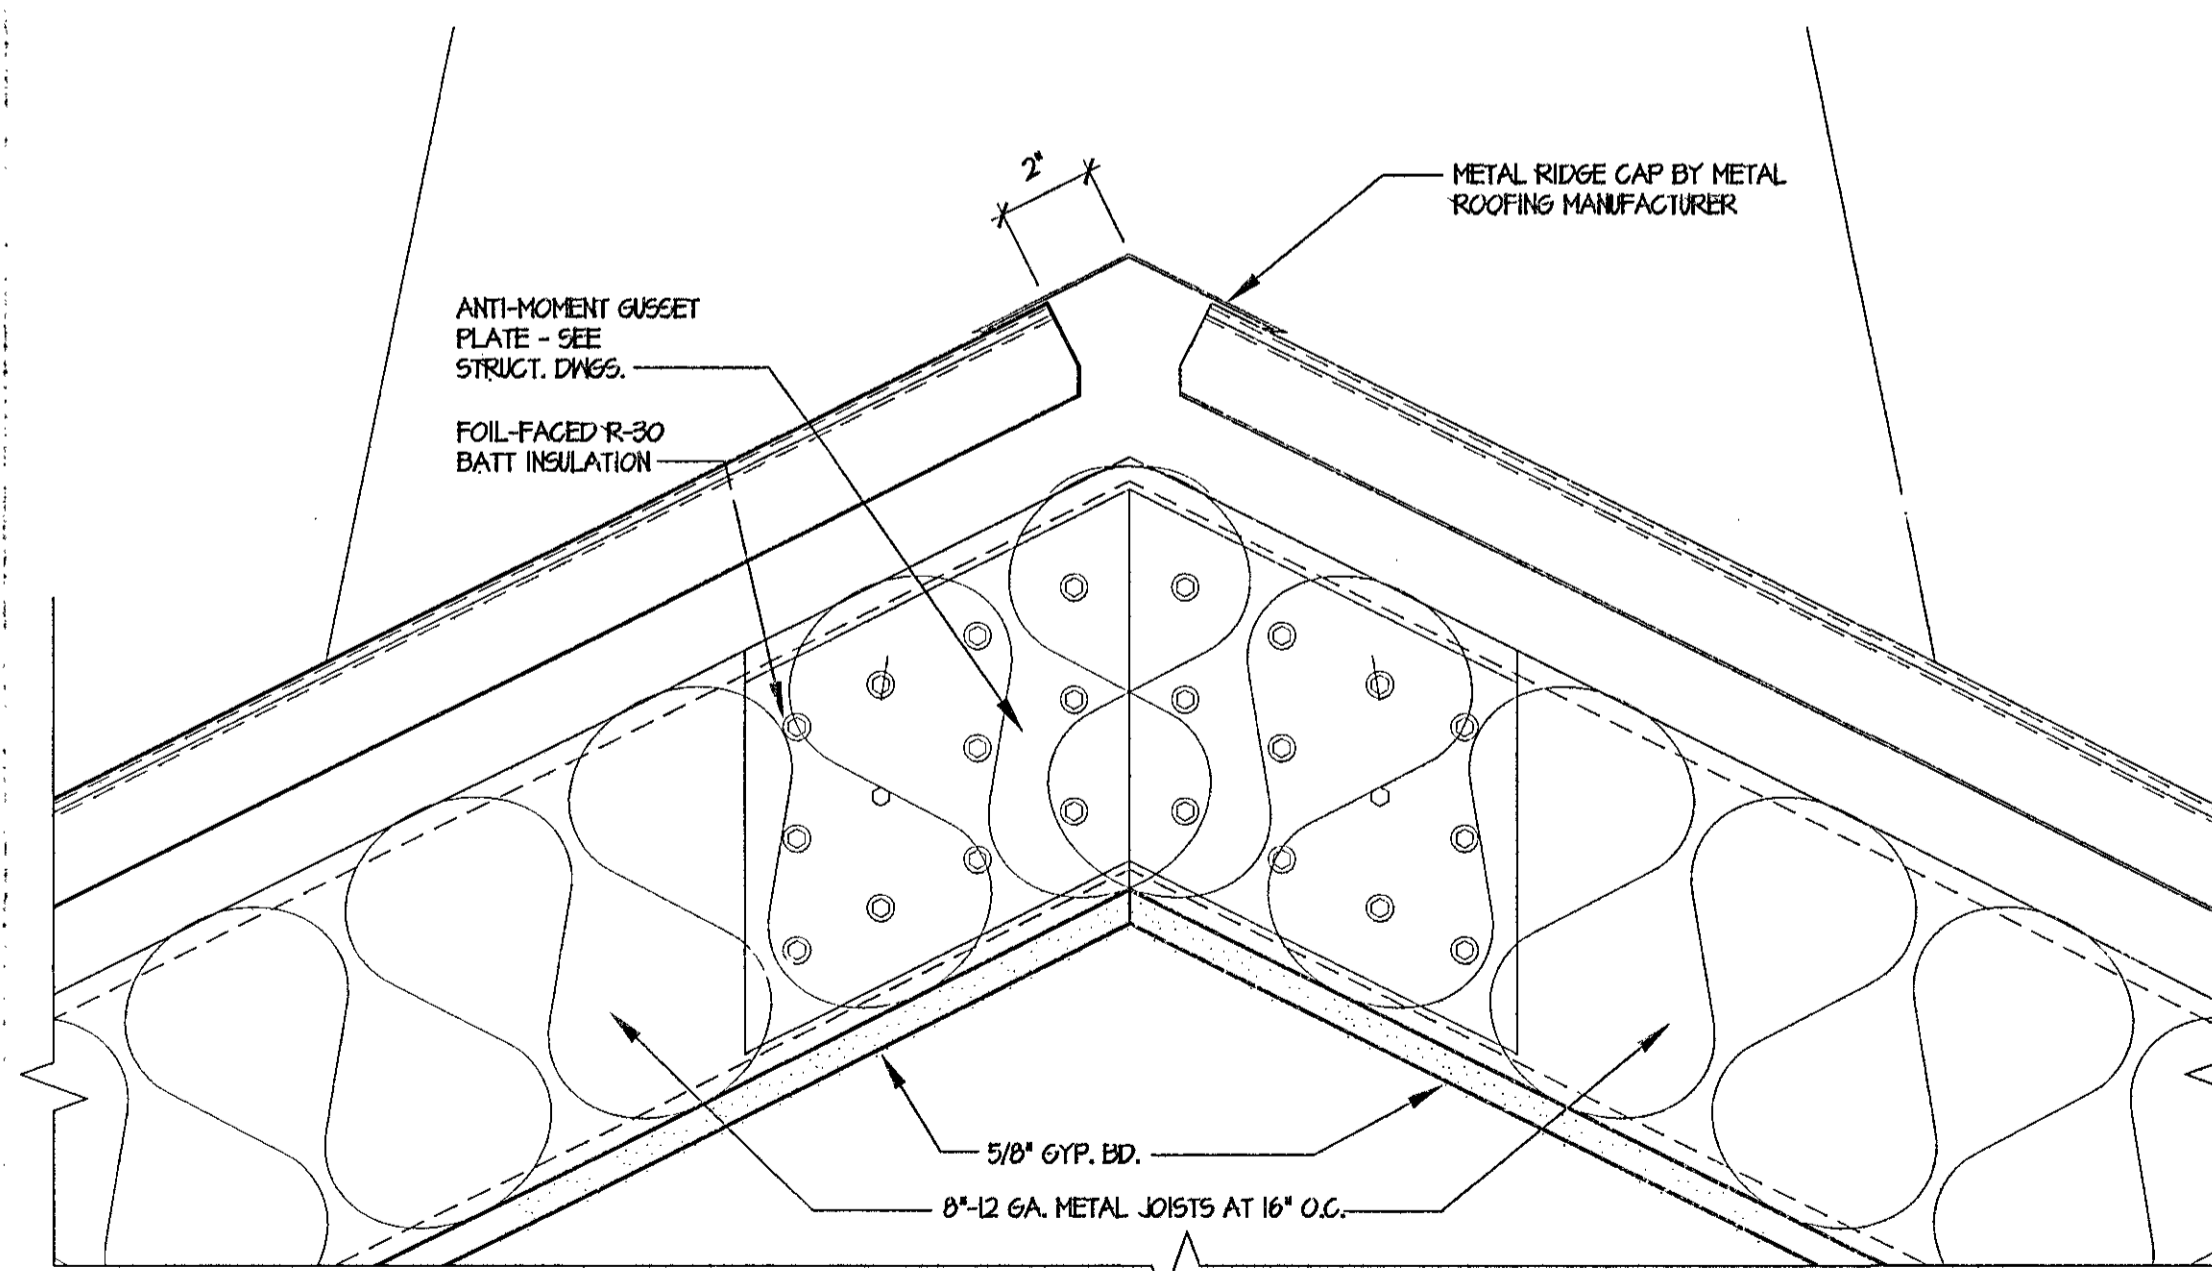 2"
METAL RIDGE CAP BY METAL
ROOFING MANUFACTURER
ANTI-MOMENT GUSSET
PLATE - SEE
STRUCT. DWGS.
FOIL-FACED R-30
BATT INSULATION
5/8" GYP. BD.
8"-12 GA. METAL JOISTS AT 16" O.C.